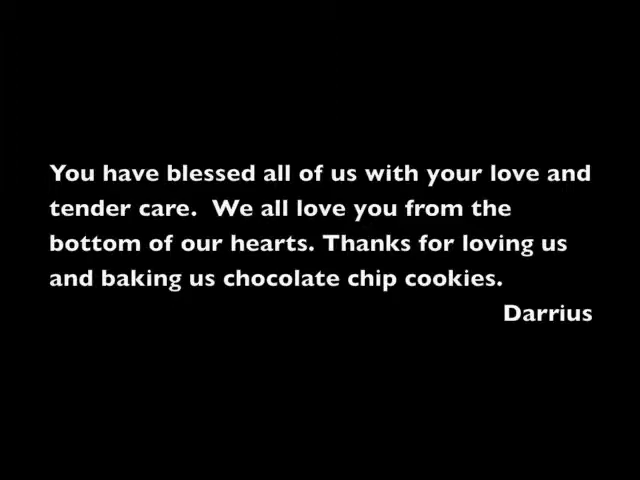 You have blessed all of us with your love and
tender care.  We all love you from the
bottom of our hearts. Thanks for loving us
and baking us chocolate chip cookies.
Darrius